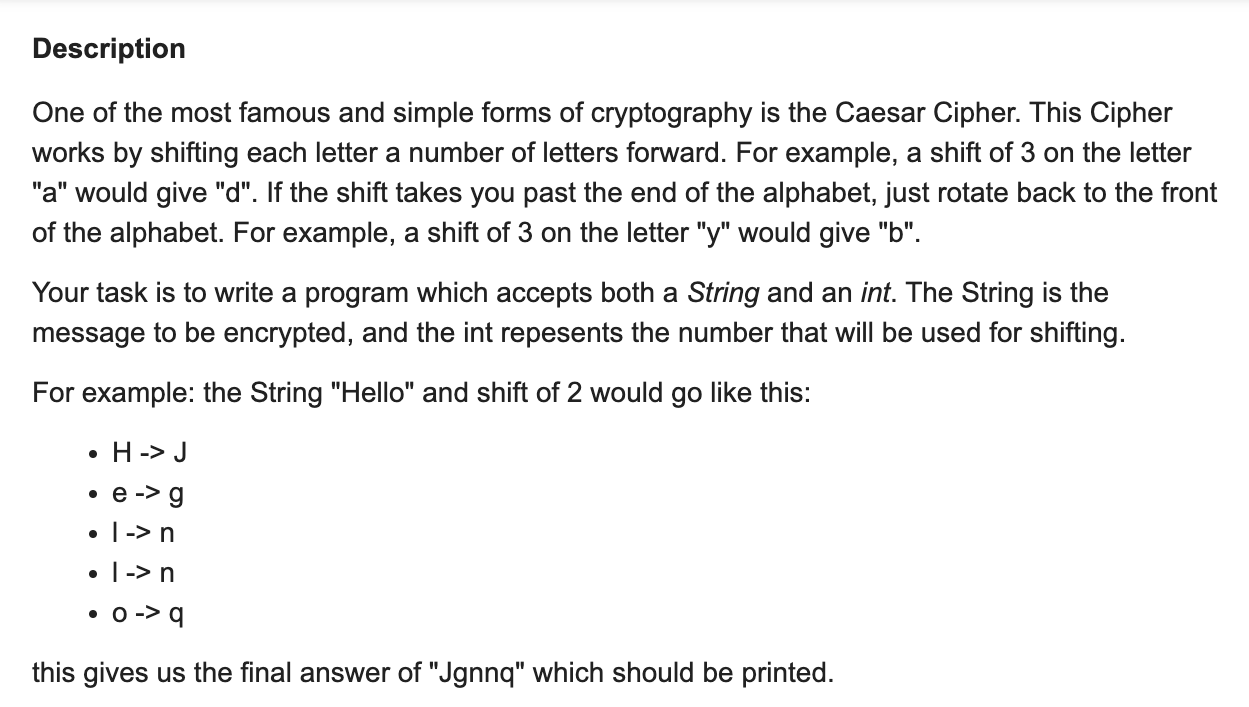 Description
One of the most famous and simple forms of cryptography is the Caesar Cipher. This Cipher
works by shifting each letter a number of letters forward. For example, a shift of 3 on the letter
"a" would give "d". If the shift takes you past the end of the alphabet, just rotate back to the front
of the alphabet. For example, a shift of 3 on the letter "y" would give "b".
Your task is to write a program which accepts both a String and an int. The String is the
message to be encrypted, and the int repesents the number that will be used for shifting.
For example: the String "Hello" and shift of 2 would go like this:
• H -> J
• e -> g
• l -> n
• l -> n
• o -> q
this gives us the final answer of "Jgnnq" which should be printed.